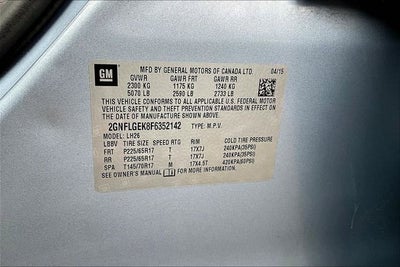 GM
MFD BY GENERAL MOTORS OF CANADA LTD. 04/15
GVWR GAWR FRT GAWR RR
2300 KG 1175 KG 1240 KG
5070 LB 2590 LB 2733 LB
THIS VEHICLE CONFORMS TO ALL APPLICABLE U.S. FEDERAL MOTOR
VEHICLE SAFETY AND THEFT PREVENTION STANDARDS IN EFFECT ON
THE DATE OF MANUFACTURE SHOWN ABOVE.
2GNFLGEK8F6352142 TYPE: M.P.V.
MODEL: LH26
TIRE SIZE SPEED RTG RIM COLD TIRE PRESSURE
FRT P225/65R17 T 17X7J 240KPA(35PSI)
RR P225/65R17 T 17X7J 240KPA(35PSI)
SPA T145/70R17 M 17X4.5T 420KPA(60PSI)
SEE OWNER'S MANUAL FOR ADDITIONAL INFORMATION.